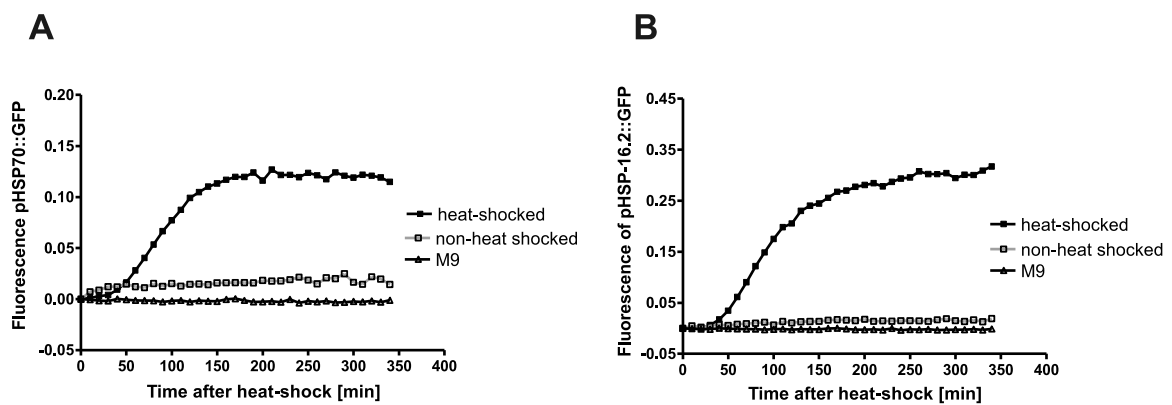 A
Fluorescence pHSP70::GFP
0.20
0.15
0.10
0.05
0.00
-0.05
0 50 100 150 200 250 300 350 400
Time after heat-shock [min]
heat-shocked
non-heat shocked
M9
B
Fluorescence of pHSP-16.2::GFP
0.45
0.35
0.25
0.15
0.05
-0.05
0 50 100 150 200 250 300 350 400
Time after heat-shock [min]
heat-shocked
non-heat shocked
M9